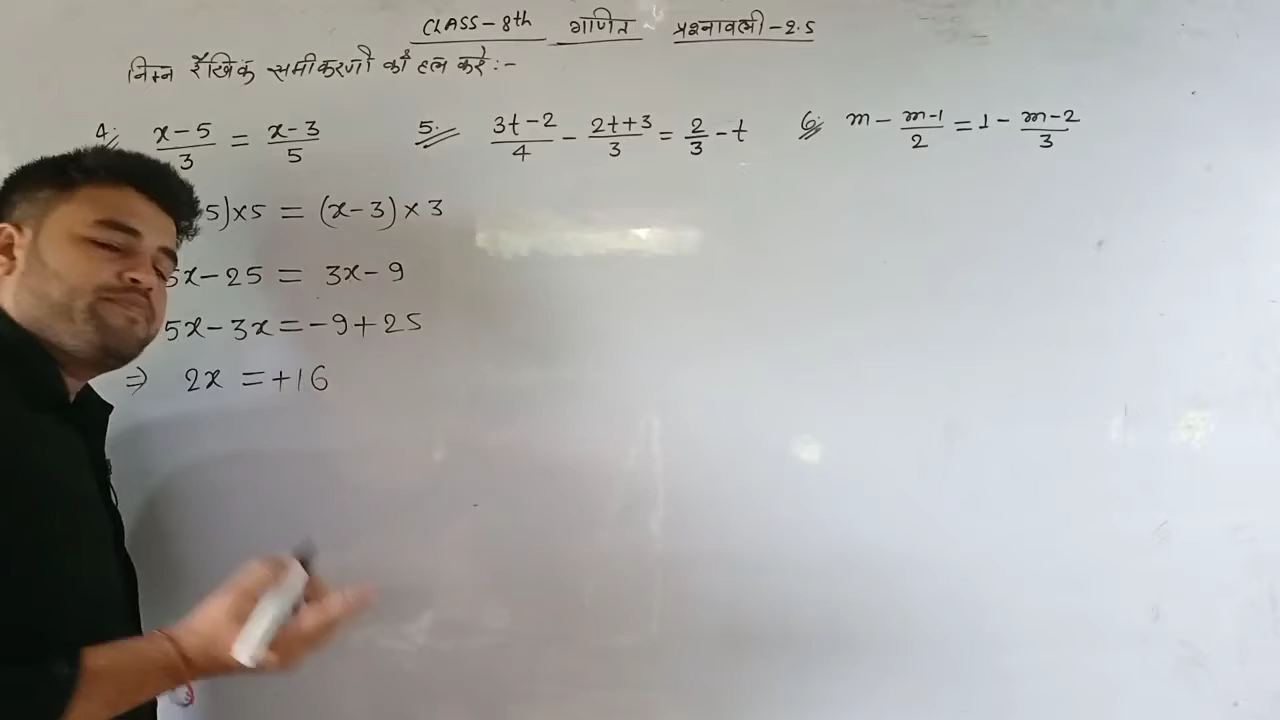 CLASS-8th गणित प्रश्नावली-2.5
निम्न रैखिक समीकरणों को हल करें:-
4. x-5/3 = x-3/5
5. 3t-2/4 - 2t+3/3 = 2/3 - t
6. m - m-1/2 = 1 - m-2/3
5)×5 = (x-3)×3
5x-25 = 3x-9
5x-3x=-9+25
⇒ 2x = +16